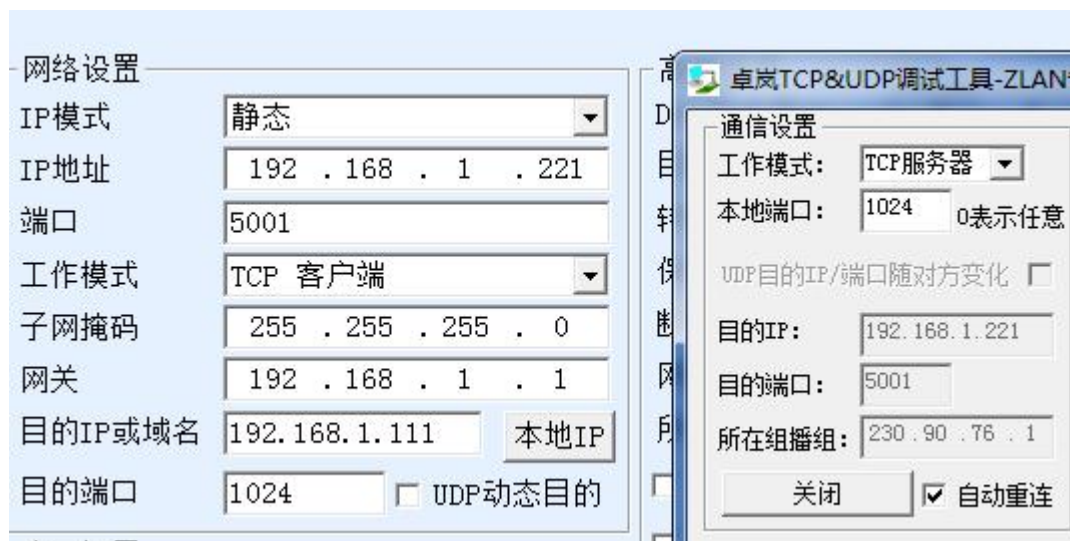 网络设置
IP模式 静态
IP地址 192 . 168 . 1 . 221
端口 5001
工作模式 TCP 客户端
子网掩码 255 . 255 . 255 . 0
网关 192 . 168 . 1 . 1
目的IP或域名 192.168.1.111 本地IP
目的端口 1024 UDP动态目的
卓岚TCP&UDP调试工具-ZLAN
通信设置
工作模式： TCP服务器
本地端口： 1024 0表示任意
UDP目的IP/端口随对方变化
目的IP： 192.168.1.221
目的端口： 5001
所在组播组： 230 . 90 . 76 . 1
关闭 自动重连